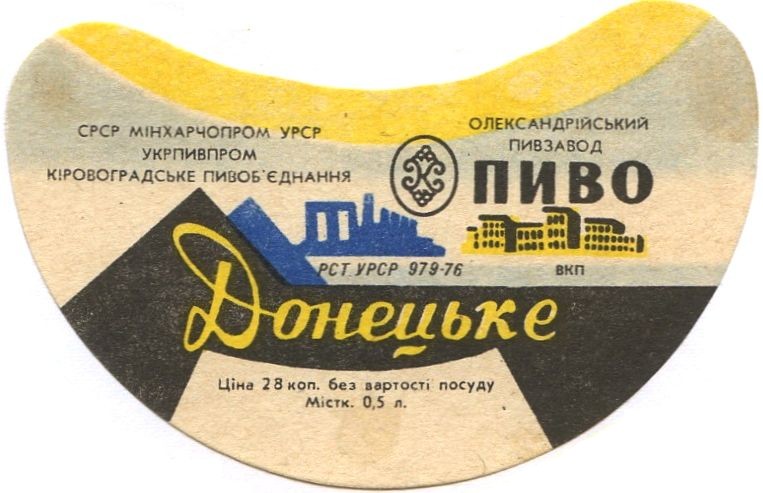 СРСР МІНХАРЧОПРОМ УРСР
УКРПИВПРОМ
КІРОВОГРАДСЬКЕ ПИВОБ'ЄДНАННЯ
ОЛЕКСАНДРІЙСЬКИЙ
ПИВЗАВОД
ПИВО
РСТ УРСР 979-76
ВКП
Донецьке
Ціна 28 коп. без вартості посуду
Містк. 0,5 л.